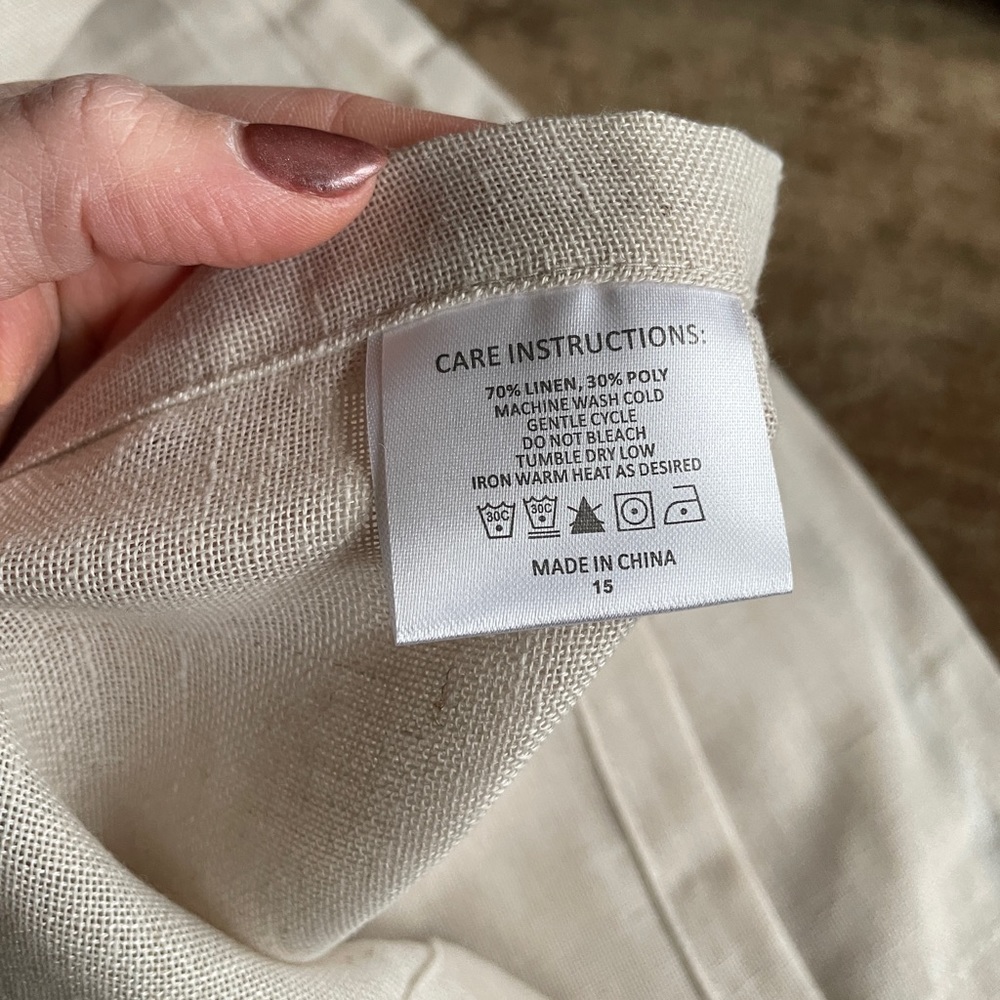 CARE INSTRUCTIONS:
70% LINEN, 30% POLY
MACHINE WASH COLD
GENTLE CYCLE
DO NOT BLEACH
TUMBLE DRY LOW
IRON WARM HEAT AS DESIRED
30C 30C
MADE IN CHINA
15